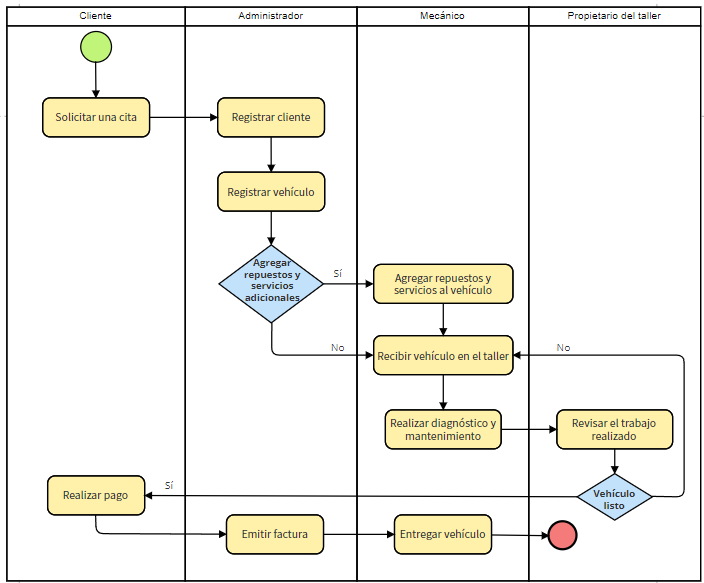 Cliente
Administrador
Mecánico
Propietario del taller
Solicitar una cita
Registrar cliente
Registrar vehículo
Agregar
repuestos y
servicios
adicionales
Sí
Agregar repuestos y
servicios al vehículo
No
Recibir vehículo en el taller
No
Realizar diagnóstico y
mantenimiento
Revisar el trabajo
realizado
Vehículo
listo
Sí
Realizar pago
Emitir factura
Entregar vehículo